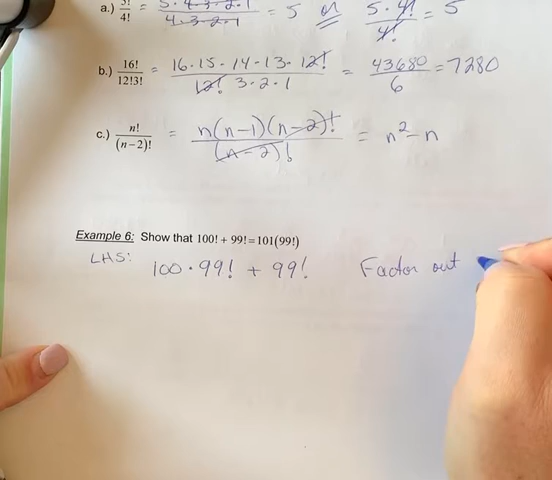 a.) 5!/4! = 5·4·3·2·1/4·3·2·1 = 5 or 5·4!/4! = 5
b.) 16!/12!3! = 16·15·14·13·12!/12! 3·2·1 = 43680/6 = 7280
c.) n!/(n−2)! = n(n-1)(n-2)!/(n-2)! = n²-n
Example 6: Show that 100! + 99! = 101(99!)
LHS: 100·99! + 99! Factor out